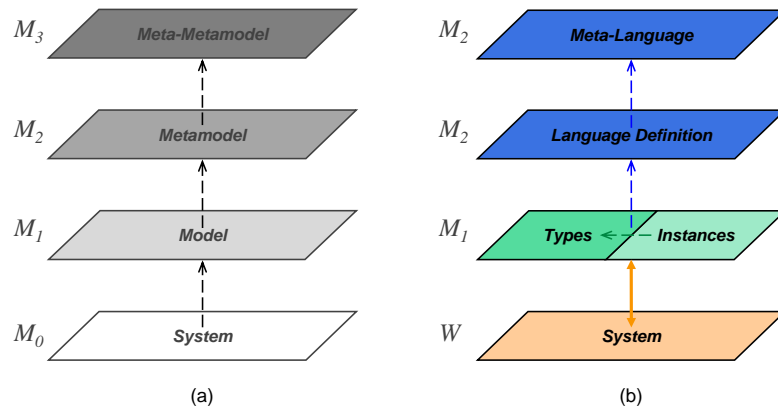 M3 Meta-Metamodel
M2 Metamodel
M1 Model
M0 System
(a)
M2 Meta-Language
M2 Language Definition
M1 Types Instances
W System
(b)